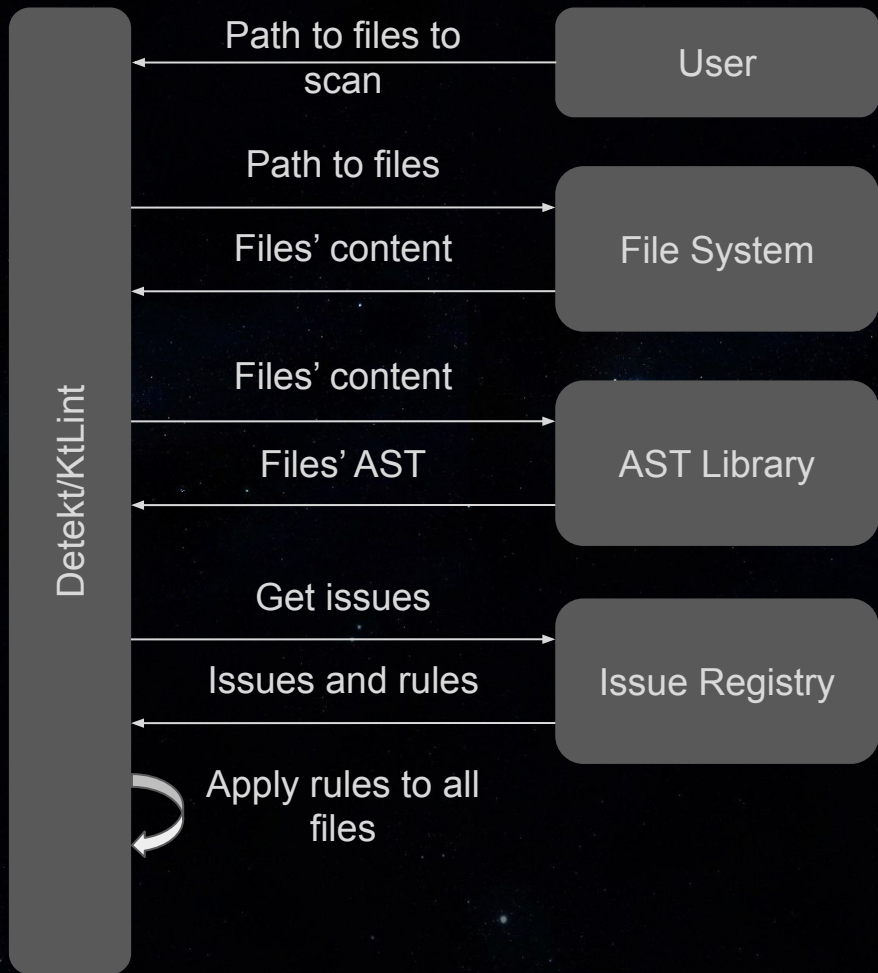 Path to files to
scan
User
Path to files
Files’ content
File System
Files’ content
Files’ AST
AST Library
Detekt/KtLint
Get issues
Issues and rules
Issue Registry
Apply rules to all
files